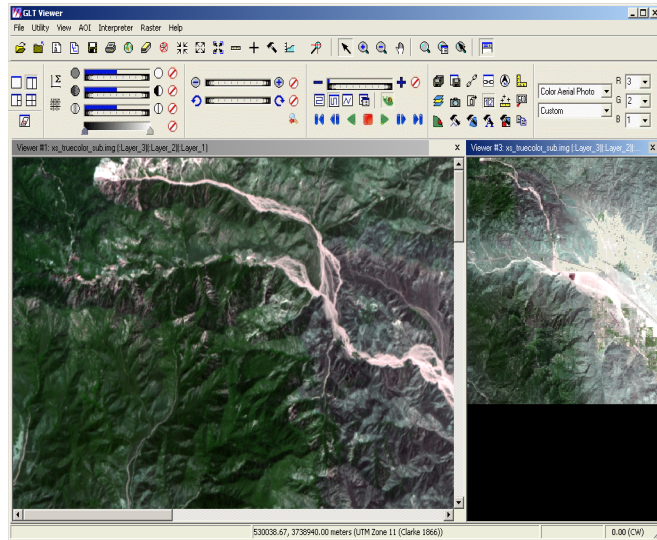 GLT Viewer
File Utility View AOI Interpreter Raster Help
Color Aerial Photo
Custom
R 3
G 2
B 1
Viewer #1: xs_truecolor_sub.img (:Layer_3)(:Layer_2)(:Layer_1)
Viewer #3: xs_truecolor_sub.img (:Layer_3)(:Layer_2)(:...
530038.67, 3738940.00 meters (UTM Zone 11 (Clarke 1866))
0.00 (CW)